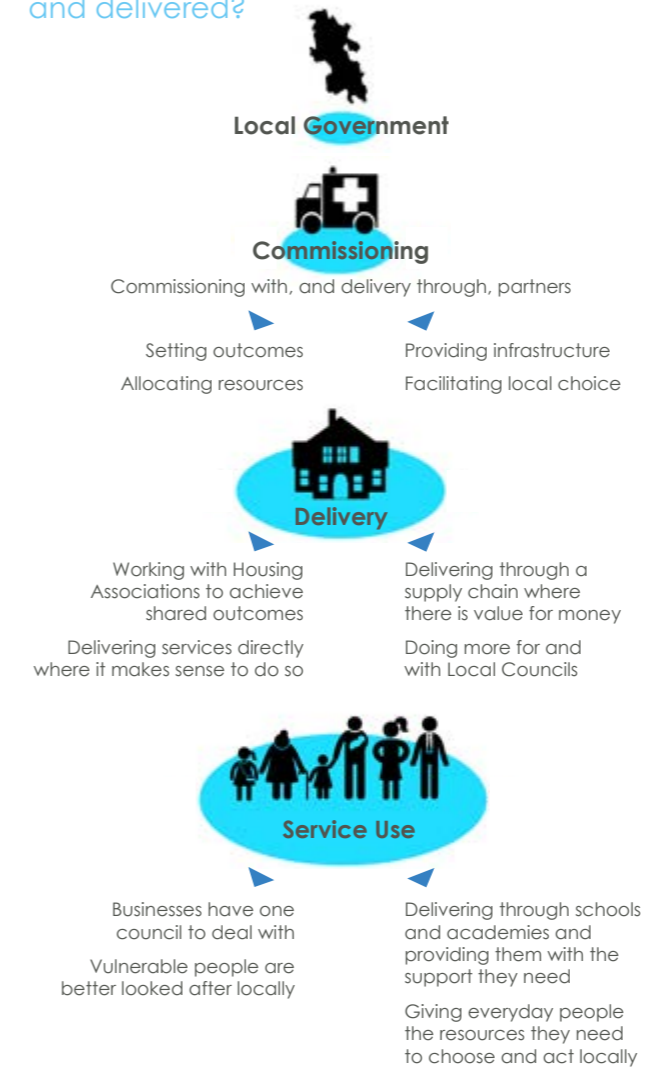 and delivered?
Local Government
Commissioning
Commissioning with, and delivery through, partners
Setting outcomes
Allocating resources
Providing infrastructure
Facilitating local choice
Delivery
Working with Housing
Associations to achieve
shared outcomes
Delivering services directly
where it makes sense to do so
Delivering through a
supply chain where
there is value for money
Doing more for and
with Local Councils
Service Use
Businesses have one
council to deal with
Vulnerable people are
better looked after locally
Delivering through schools
and academies and
providing them with the
support they need
Giving everyday people
the resources they need
to choose and act locally